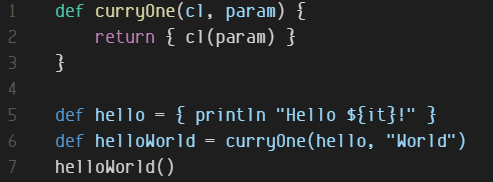 1 def curryOne(cl, param) {
2 return { cl(param) }
3 }
4
5 def hello = { println "Hello ${it}!" }
6 def helloWorld = curryOne(hello, "World")
7 helloWorld()